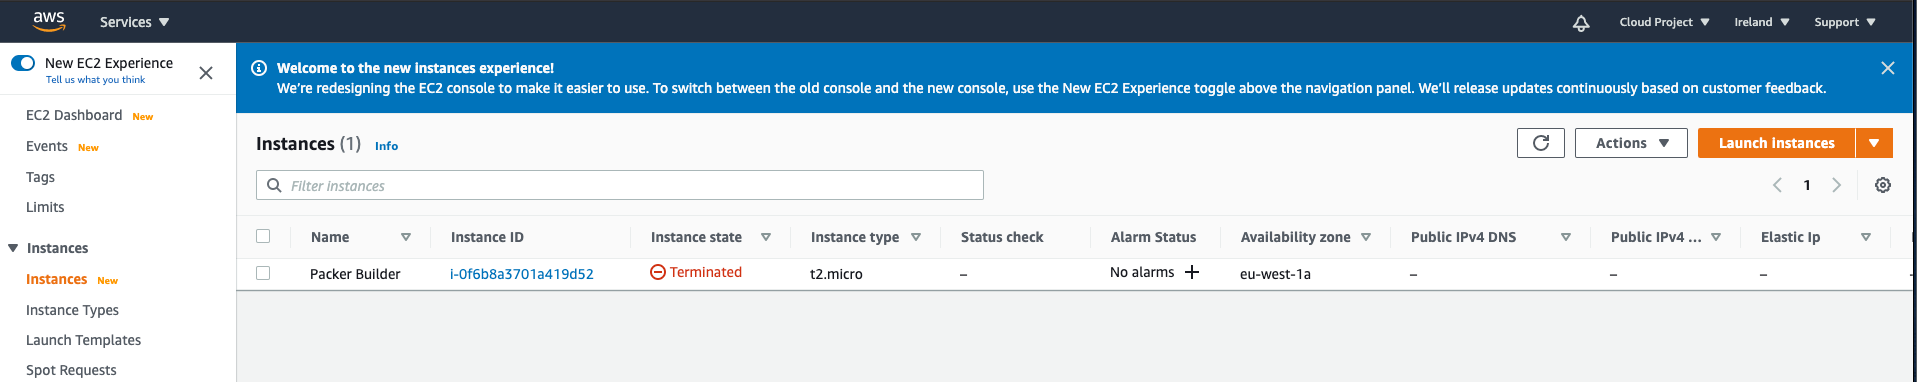 aws Services Cloud Project Ireland Support
New EC2 Experience
Tell us what you think
EC2 Dashboard New
Events New
Tags
Limits
Instances
Instances New
Instance Types
Launch Templates
Spot Requests
Welcome to the new instances experience!
We're redesigning the EC2 console to make it easier to use. To switch between the old console and the new console, use the New EC2 Experience toggle above the navigation panel. We'll release updates continuously based on customer feedback.
Instances (1) Info Actions Launch instances
Filter instances 1
Name Instance ID Instance state Instance type Status check Alarm Status Availability zone Public IPv4 DNS Public IPv4 ... Elastic Ip
Packer Builder i-0f6b8a3701a419d52 Terminated t2.micro – No alarms + eu-west-1a – – –